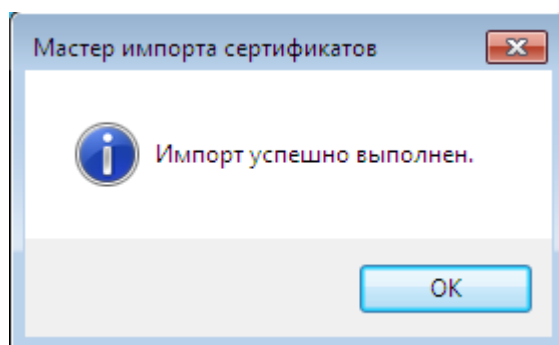 Мастер импорта сертификатов
Импорт успешно выполнен.
OK